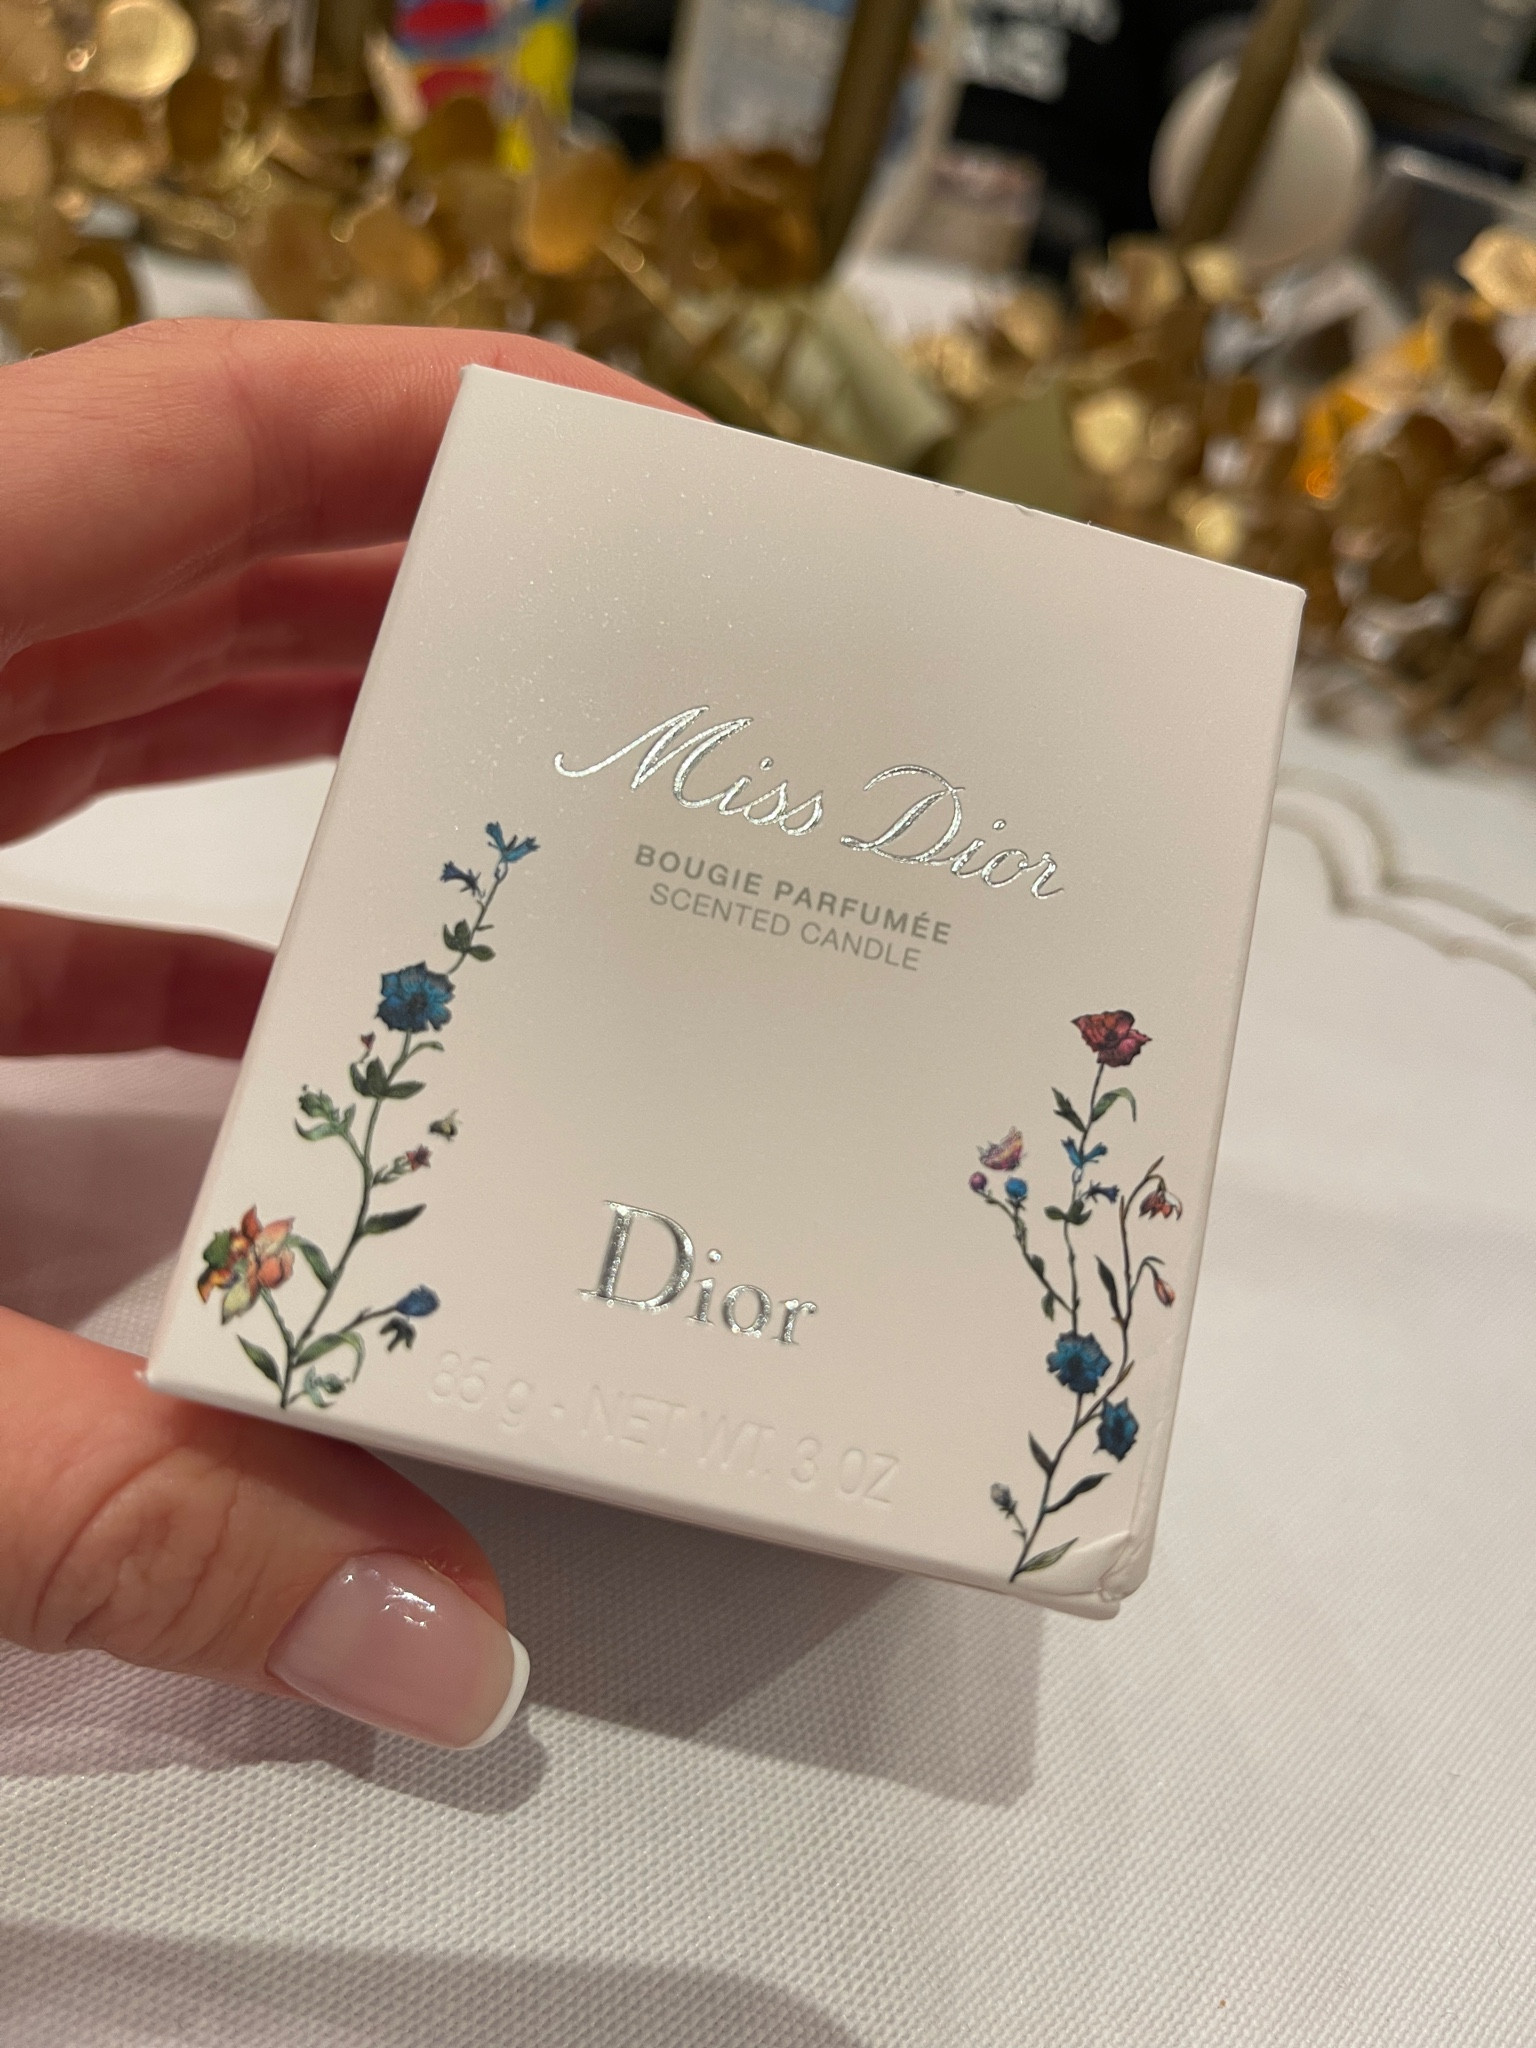 Miss Dior
BOUGIE PARFUMÉE
SCENTED CANDLE
Dior
85 g - NET WT. 3 OZ